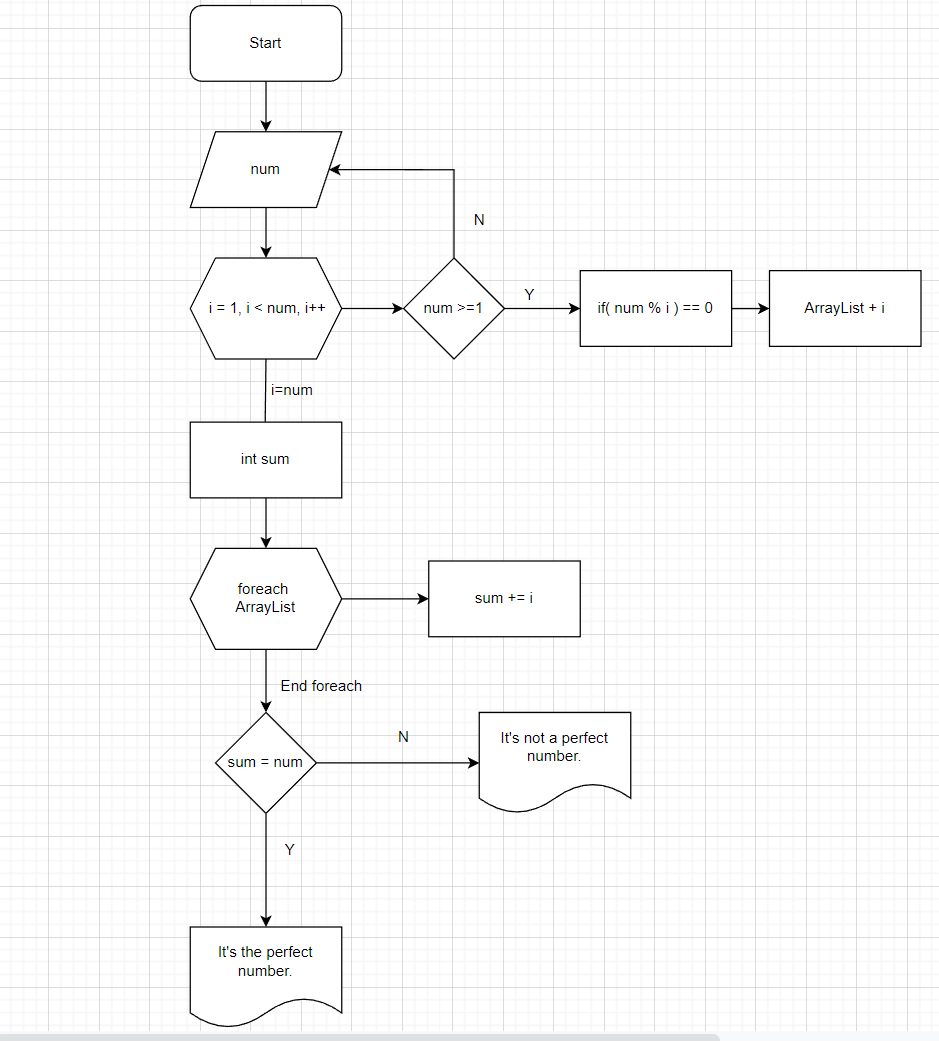 Start
num
N
i = 1, i < num, i++
num >=1
Y
if( num % i ) == 0
ArrayList + i
i=num
int sum
foreach
ArrayList
sum += i
End foreach
sum = num
N
It's not a perfect
number.
Y
It's the perfect
number.